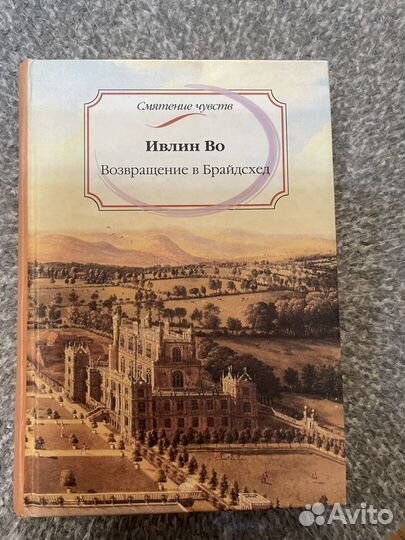 Смятение чувств
Ивлин Во
Возвращение в Брайдсхед
Avito